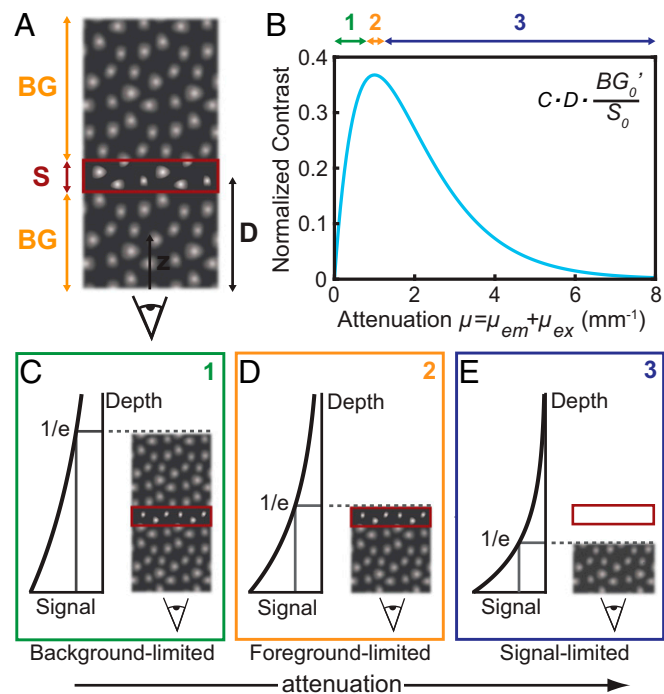 A
BG
S
BG
D
z
B
1 2 3
0.4
0.3
0.2
0.1
0
Normalized Contrast
C·D·BG₀'/S₀
0 2 4 6 8
Attenuation μ=μem+μex (mm⁻¹)
C 1
Depth
1/e
Signal
Background-limited
D 2
Depth
1/e
Signal
Foreground-limited
E 3
Depth
1/e
Signal
Signal-limited
attenuation